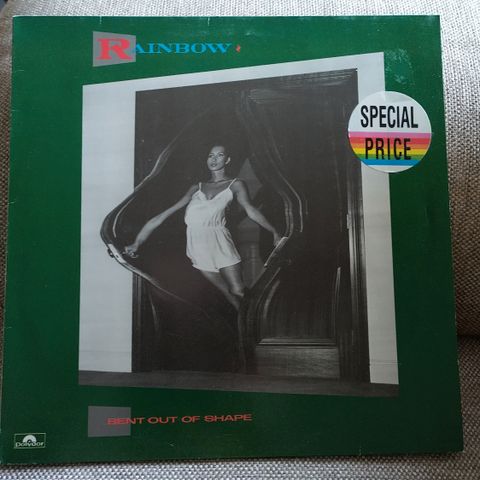 RAINBOW
SPECIAL
PRICE
BENT OUT OF SHAPE
polydor